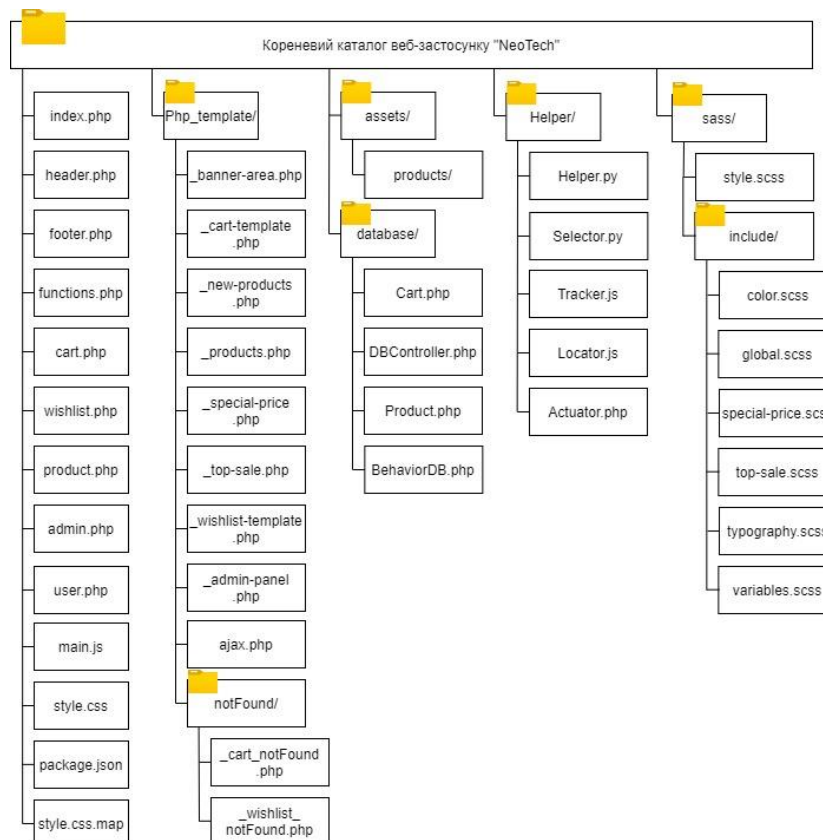 Кореневий каталог веб-застосунку "NeoTech"
index.php
header.php
footer.php
functions.php
cart.php
wishlist.php
product.php
admin.php
user.php
main.js
style.css
package.json
style.css.map
Php_template/
_banner-area.php
_cart-template
.php
_new-products
.php
_products.php
_special-price
.php
_top-sale.php
_wishlist-template
.php
_admin-panel
.php
ajax.php
notFound/
_cart_notFound
.php
_wishlist_
notFound.php
assets/
products/
database/
Cart.php
DBController.php
Product.php
BehaviorDB.php
Helper/
Helper.py
Selector.py
Tracker.js
Locator.js
Actuator.php
sass/
style.scss
include/
color.scss
global.scss
special-price.scs
top-sale.scss
typography.scss
variables.scss